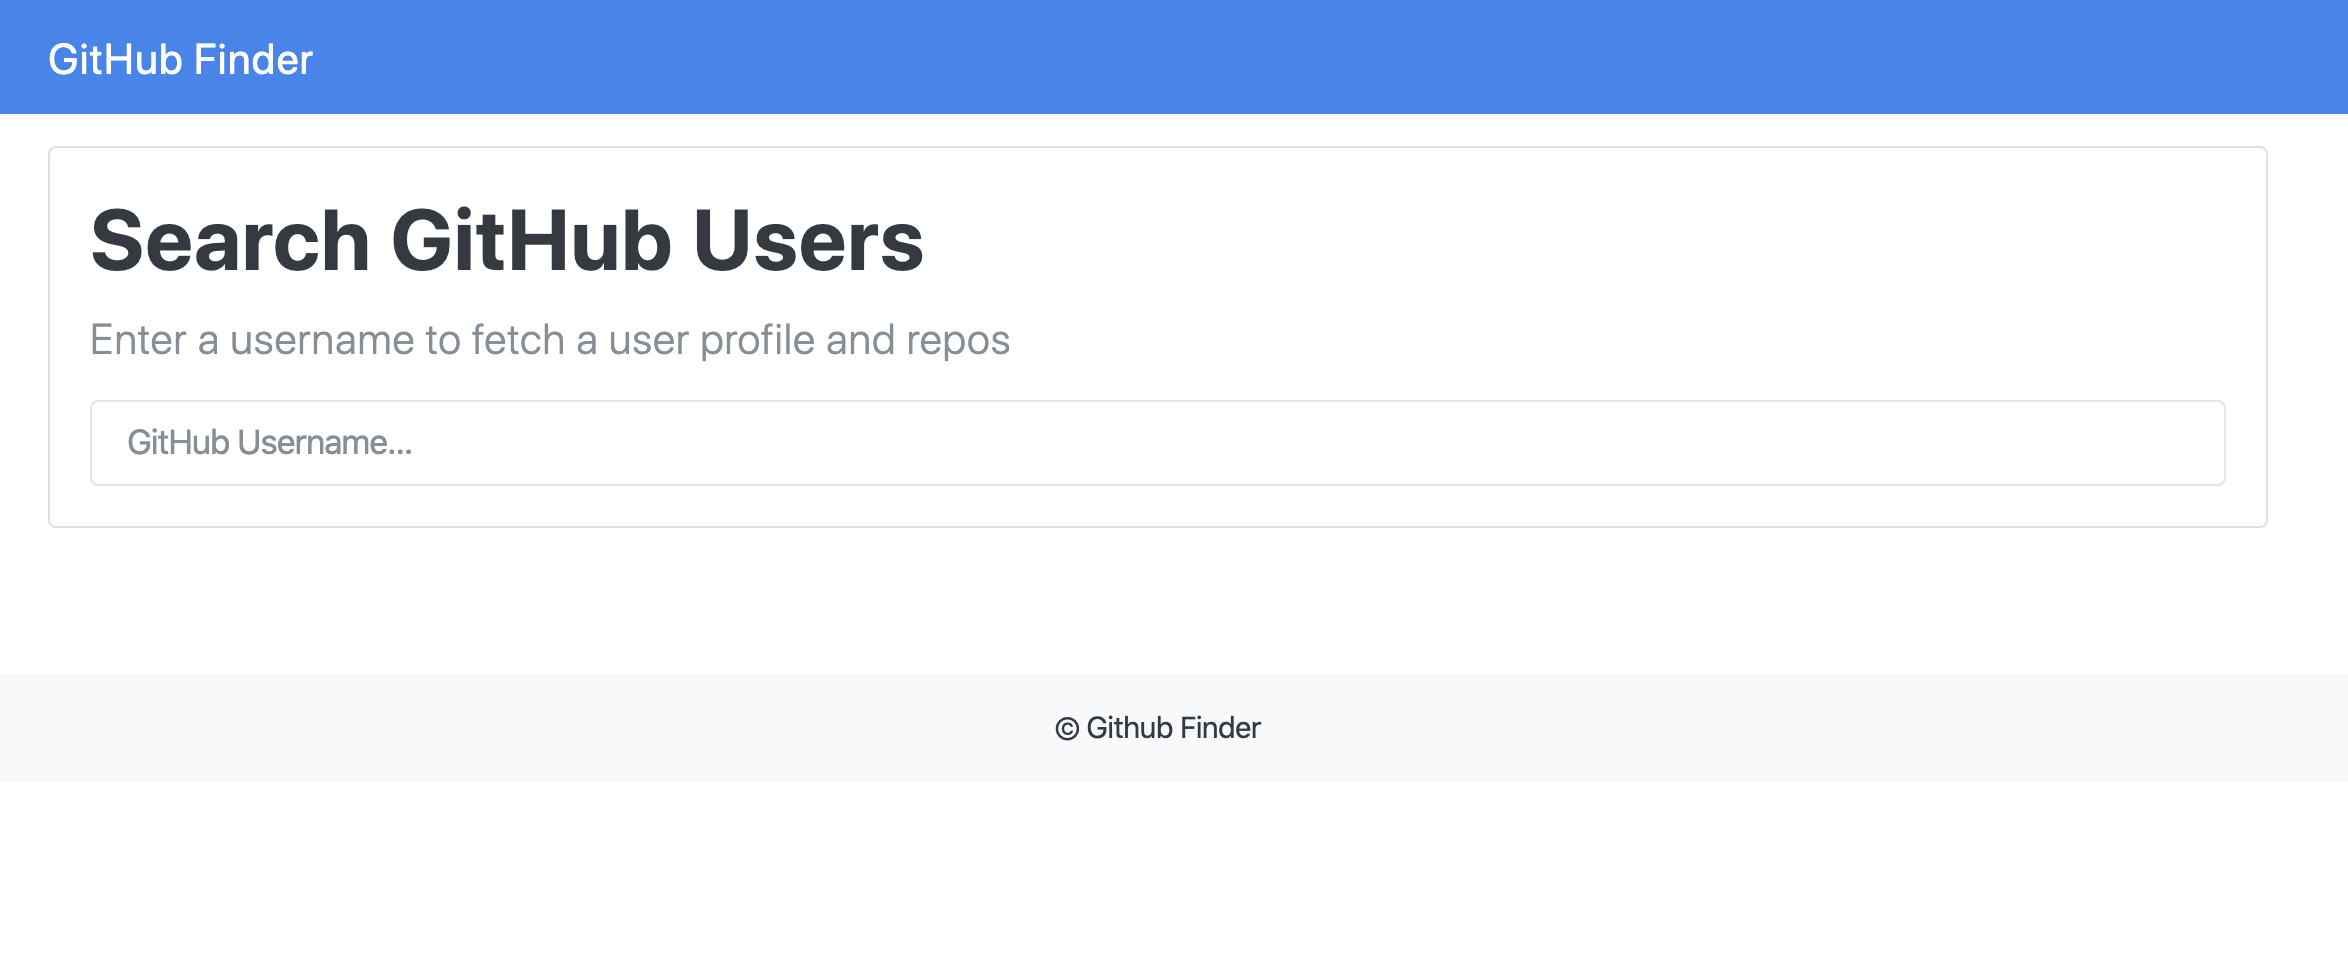 GitHub Finder
Search GitHub Users
Enter a username to fetch a user profile and repos
GitHub Username...
© Github Finder